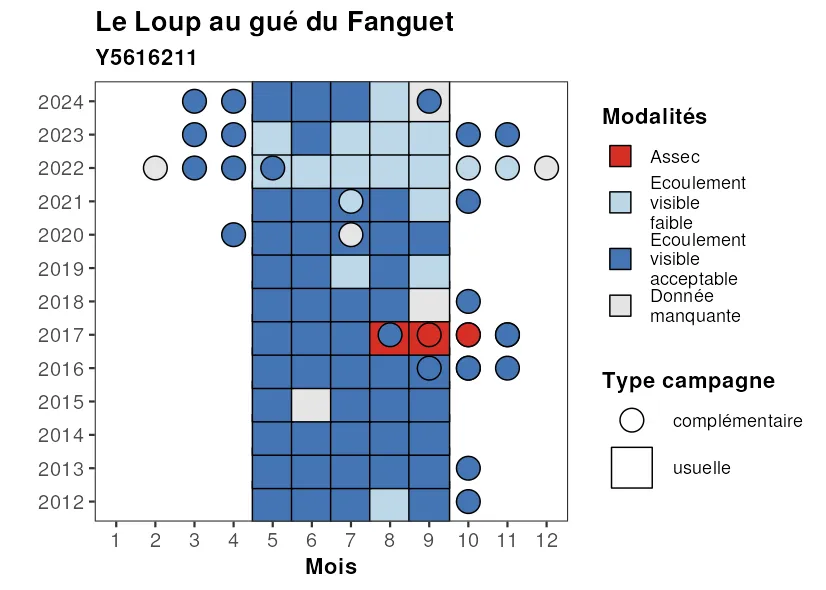 Le Loup au gué du Fanguet
Y5616211
2024
2023
2022
2021
2020
2019
2018
2017
2016
2015
2014
2013
2012
1 2 3 4 5 6 7 8 9 10 11 12
Mois
Modalités
Assec
Ecoulement
visible
faible
Ecoulement
visible
acceptable
Donnée
manquante
Type campagne
complémentaire
usuelle